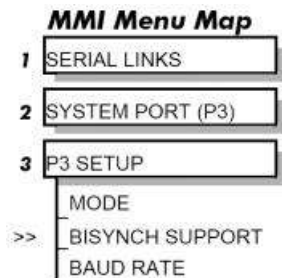 MMI Menu Map
1 SERIAL LINKS
2 SYSTEM PORT (P3)
3 P3 SETUP
MODE
>> BISYNCH SUPPORT
BAUD RATE